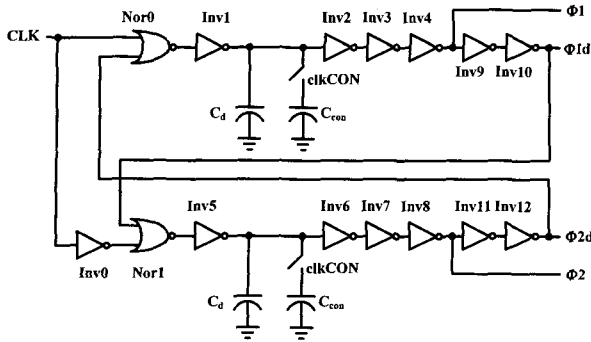 Nor0 Inv1 Inv2 Inv3 Inv4 Φ1
CLK
Φ1d
Inv9 Inv10
clkCON
Cd Ccon
Inv5 Inv6 Inv7 Inv8 Inv11 Inv12
Φ2d
Inv0 Nor1
clkCON
Φ2
Cd Ccon